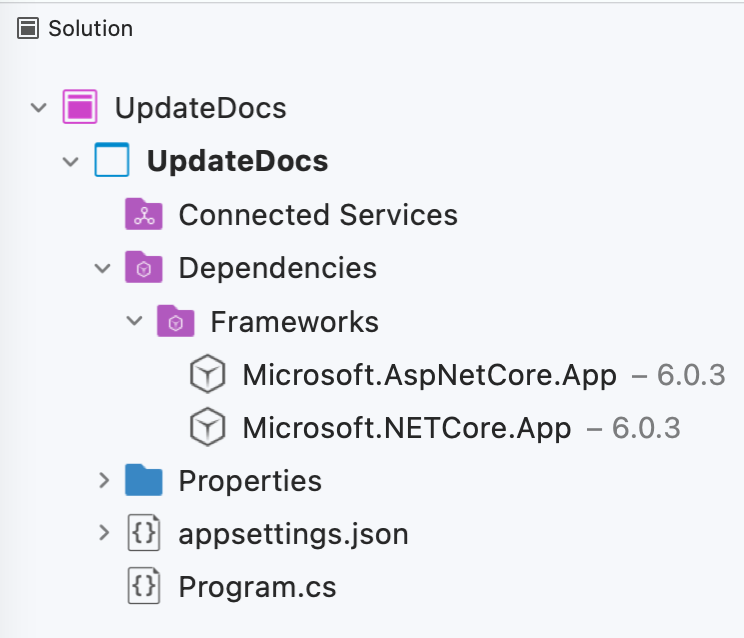 Solution
UpdateDocs
UpdateDocs
Connected Services
Dependencies
Frameworks
Microsoft.AspNetCore.App – 6.0.3
Microsoft.NETCore.App – 6.0.3
Properties
{} appsettings.json
{} Program.cs